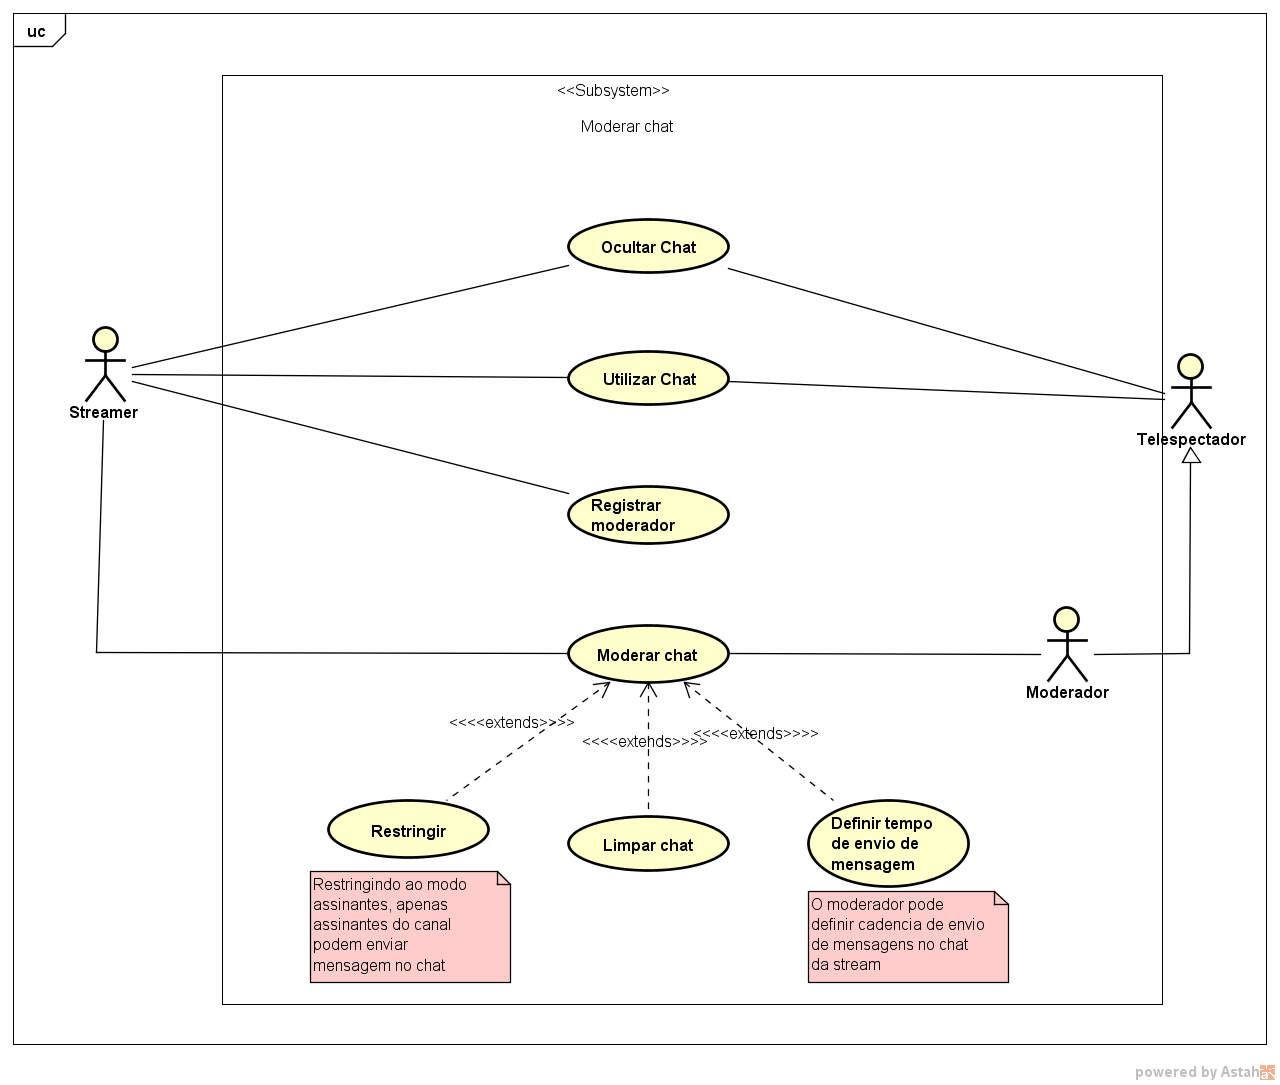 uc
<<Subsystem>>
Moderar chat
Ocultar Chat
Utilizar Chat
Streamer
Telespectador
Registrar
moderador
Moderar chat
Moderador
<<<<extends>>>>
<<<<extends>>>>
<<<<extends>>>>
Restringir
Limpar chat
Definir tempo
de envio de
mensagem
Restringindo ao modo
assinantes, apenas
assinantes do canal
podem enviar
mensagem no chat
O moderador pode
definir cadencia de envio
de mensagens no chat
da stream
powered by Astah